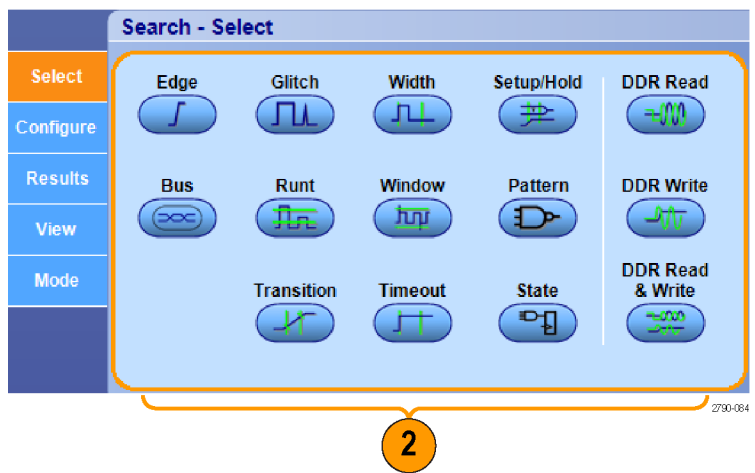 Search - Select
Select
Configure
Results
View
Mode
Edge Glitch Width Setup/Hold DDR Read
Bus Runt Window Pattern DDR Write
Transition Timeout State DDR Read
& Write
2790-084
2